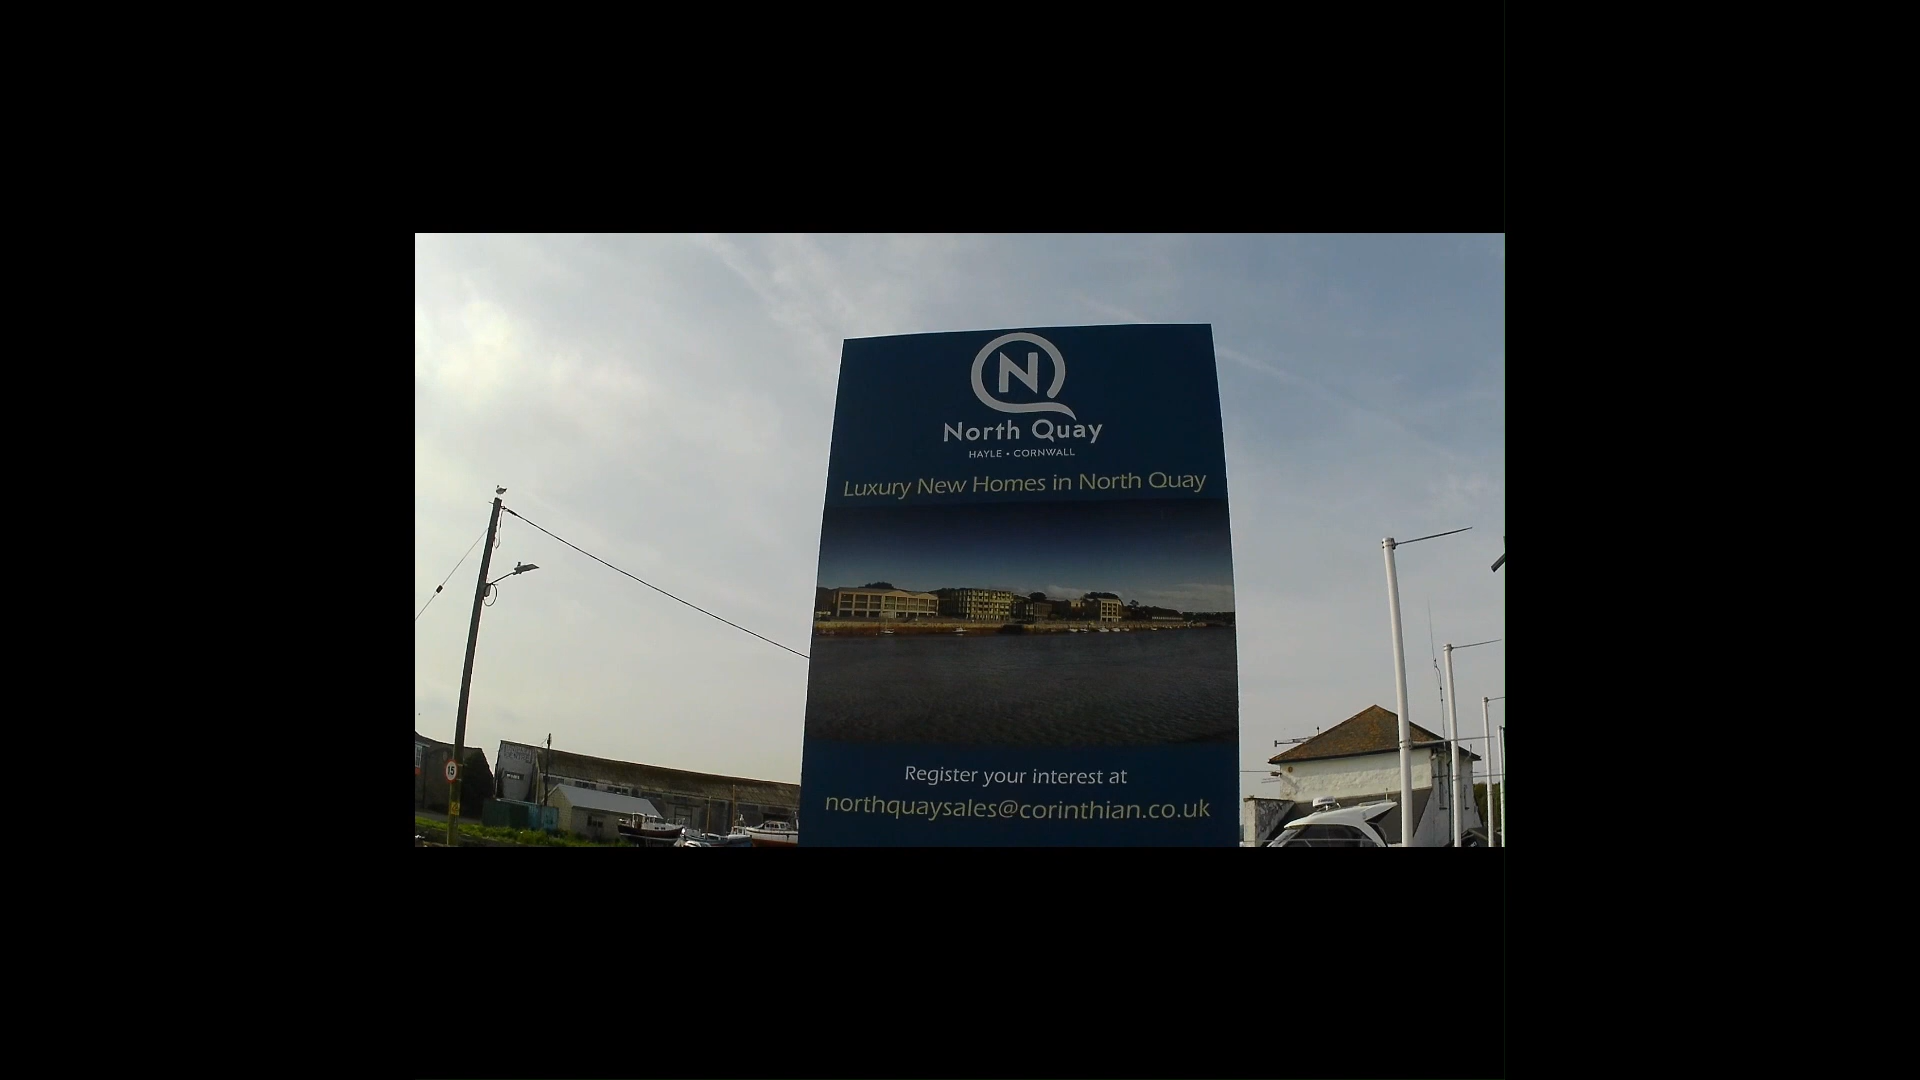 N
North Quay
HAYLE • CORNWALL
Luxury New Homes in North Quay
Register your interest at
northquaysales@corinthian.co.uk
15